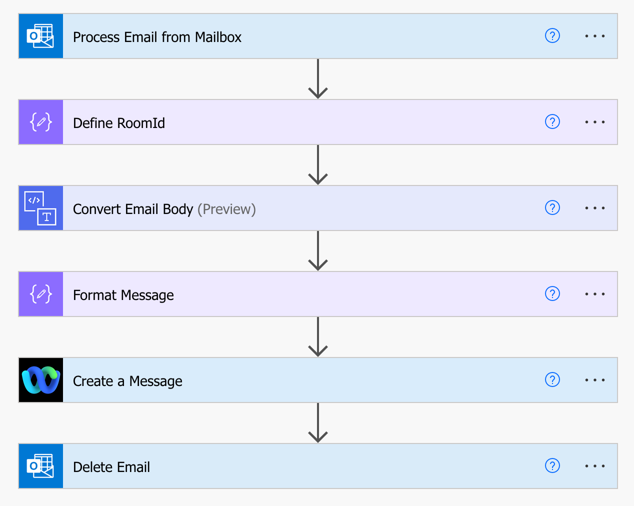 Process Email from Mailbox
Define RoomId
Convert Email Body (Preview)
Format Message
Create a Message
Delete Email